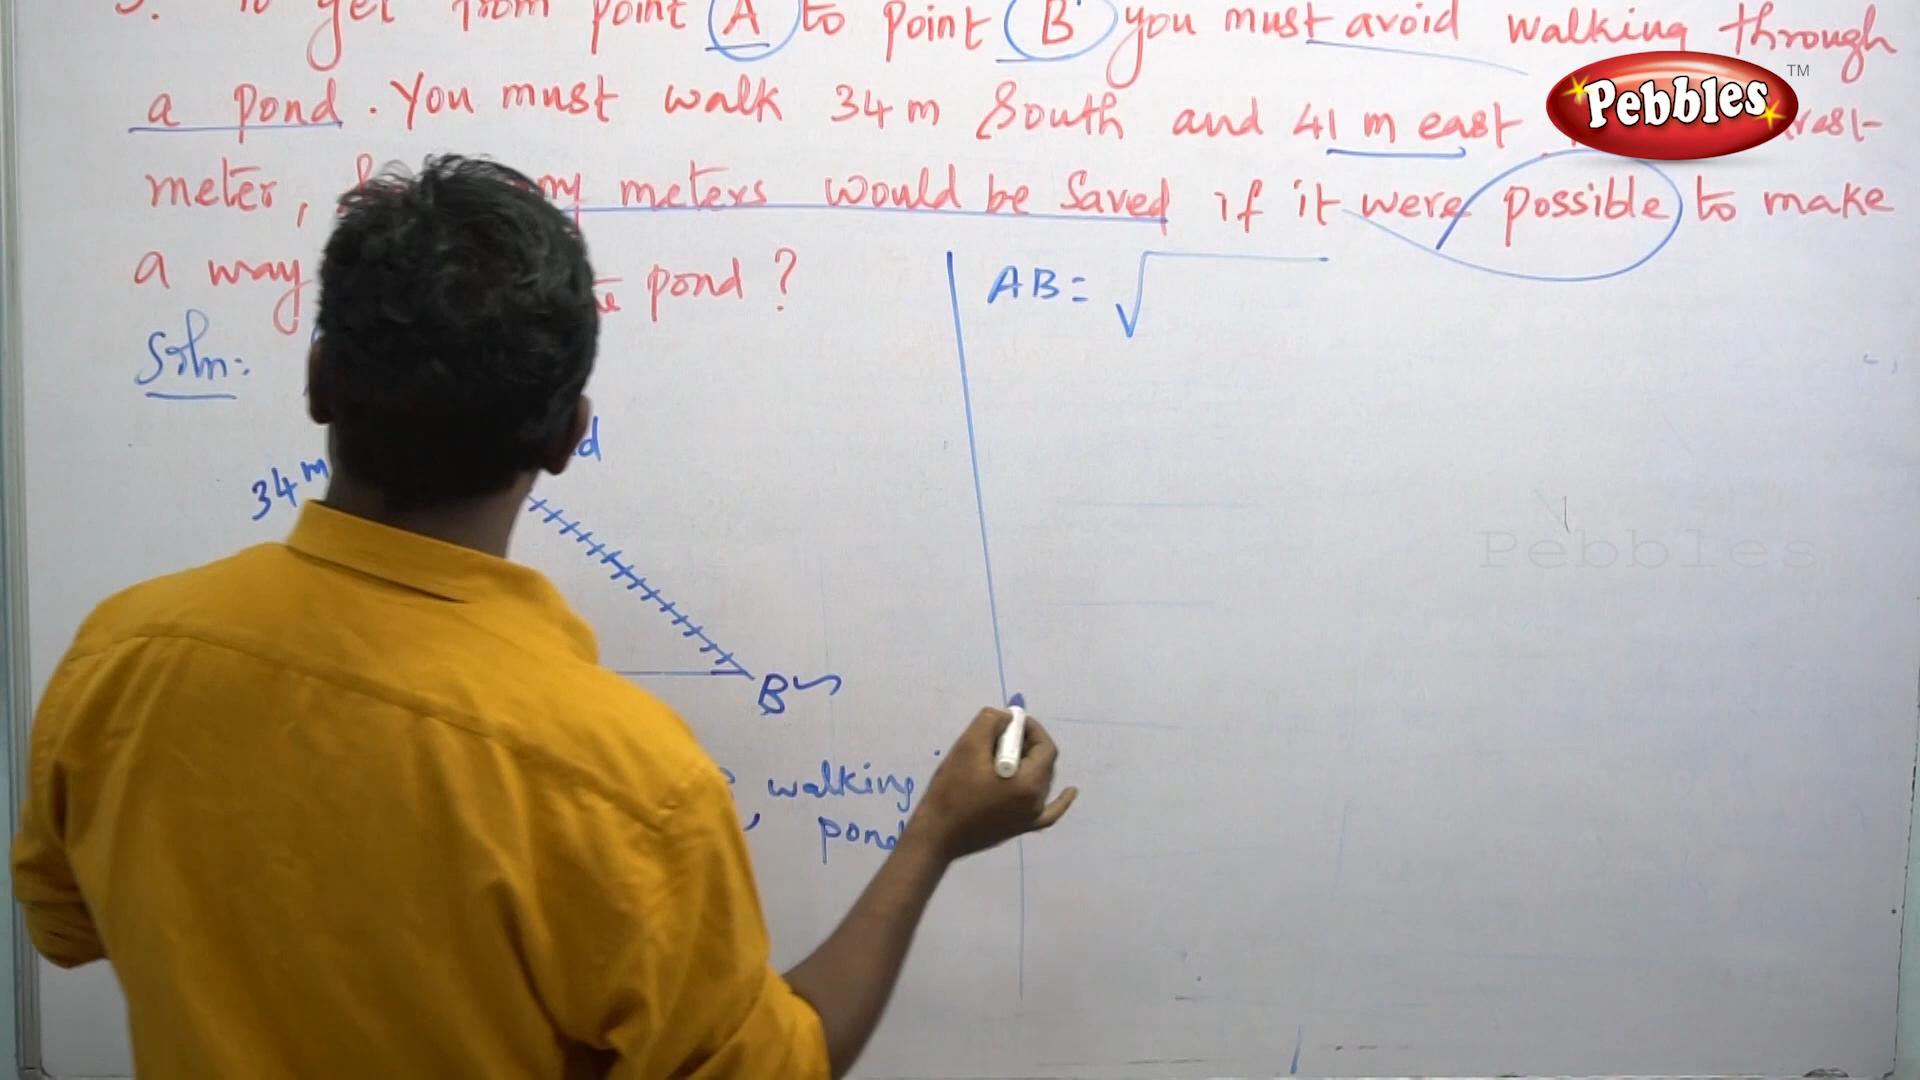 get from point A to point B you must avoid walking through
a pond. You must walk 34 m South and 41 m east
meter, meters would be Saved if it were possible to make
a way pond ?
AB = √
Soln:
34 m
B
walking
pond
Pebbles TM
Pebbles